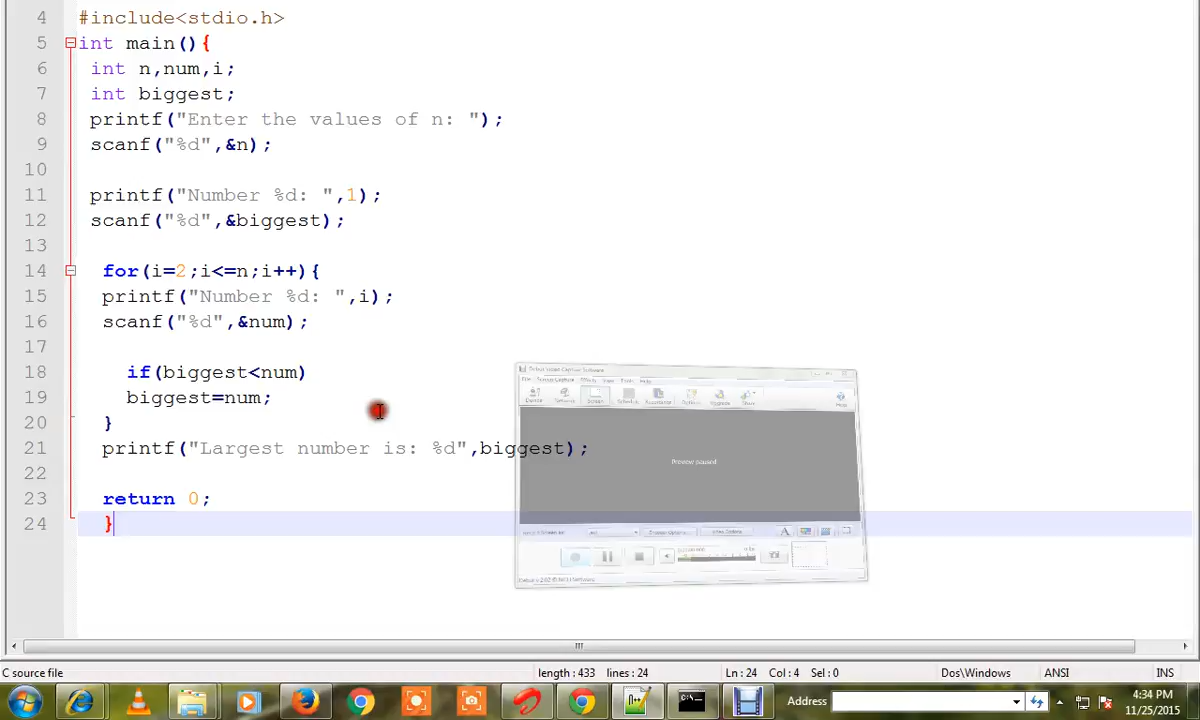 4 #include<stdio.h>
5 int main(){
6 int n,num,i;
7 int biggest;
8 printf("Enter the values of n: ");
9 scanf("%d",&n);
10
11 printf("Number %d: ",1);
12 scanf("%d",&biggest);
13
14 for(i=2;i<=n;i++){
15 printf("Number %d: ",i);
16 scanf("%d",&num);
17
18 if(biggest<num)
19 biggest=num;
20 }
21 printf("Largest number is: %d",biggest);
22
23 return 0;
24 }
Preview paused
C source file length : 433 lines : 24 Ln : 24 Col : 4 Sel : 0 Dos\Windows ANSI INS
Address
4:34 PM
11/25/2015